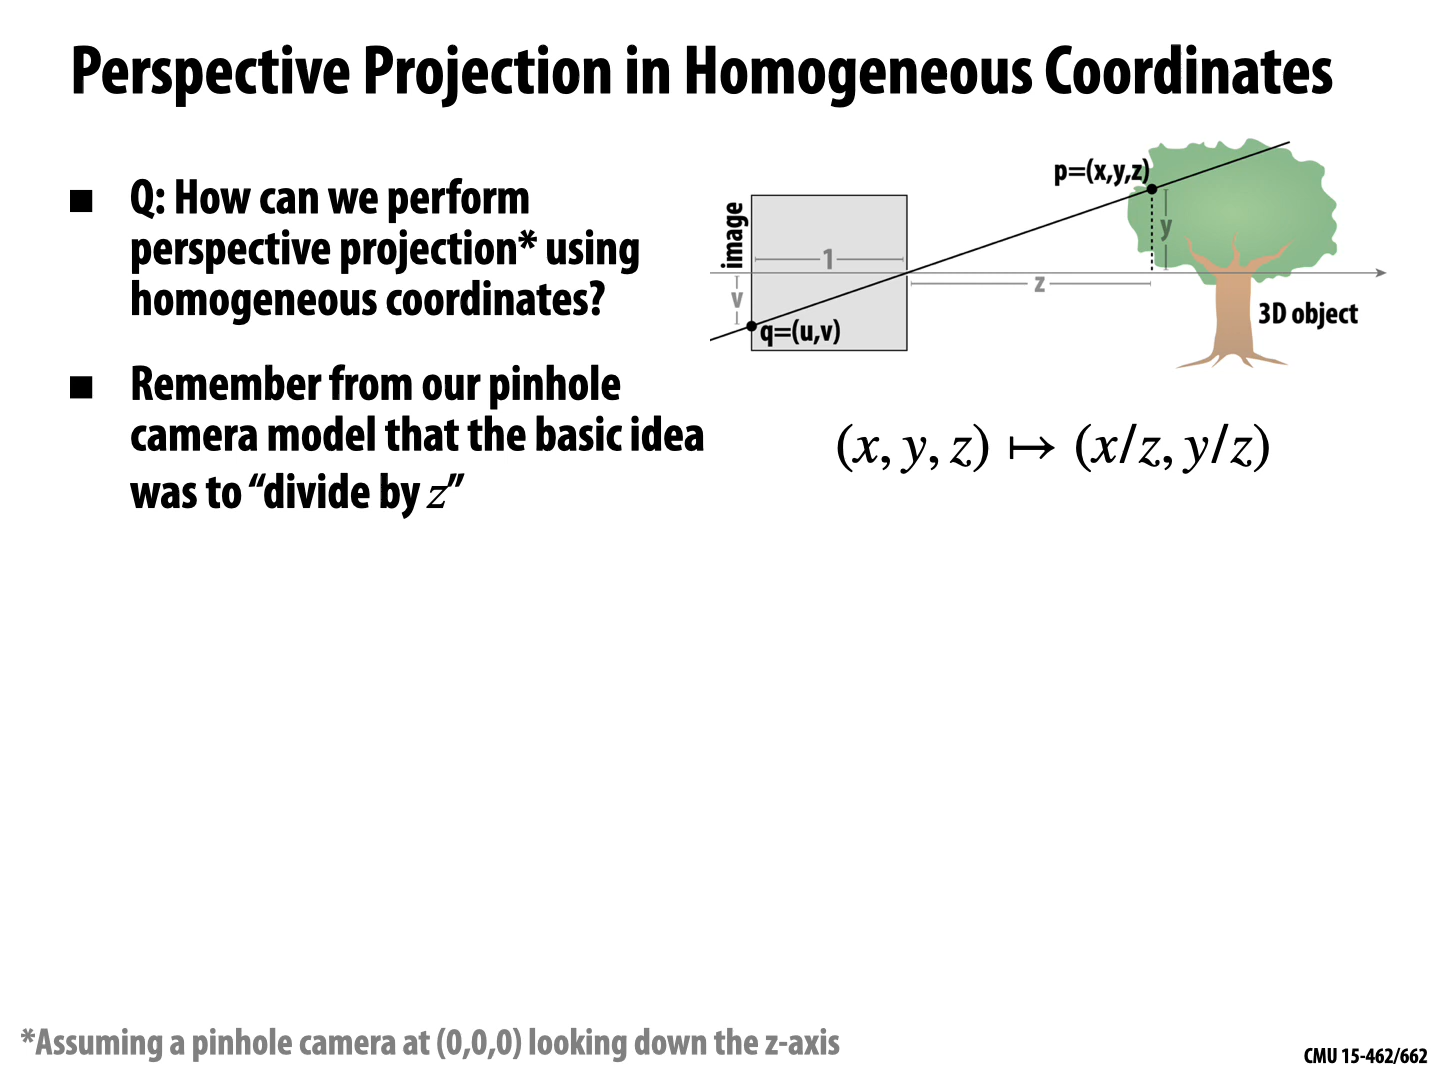 Perspective Projection in Homogeneous Coordinates
■ Q: How can we perform
perspective projection* using
homogeneous coordinates?
■ Remember from our pinhole
camera model that the basic idea
was to “divide by z”
image
1
v
q=(u,v)
p=(x,y,z)
y
z
3D object
(x, y, z) ↦ (x/z, y/z)
*Assuming a pinhole camera at (0,0,0) looking down the z-axis
CMU 15-462/662